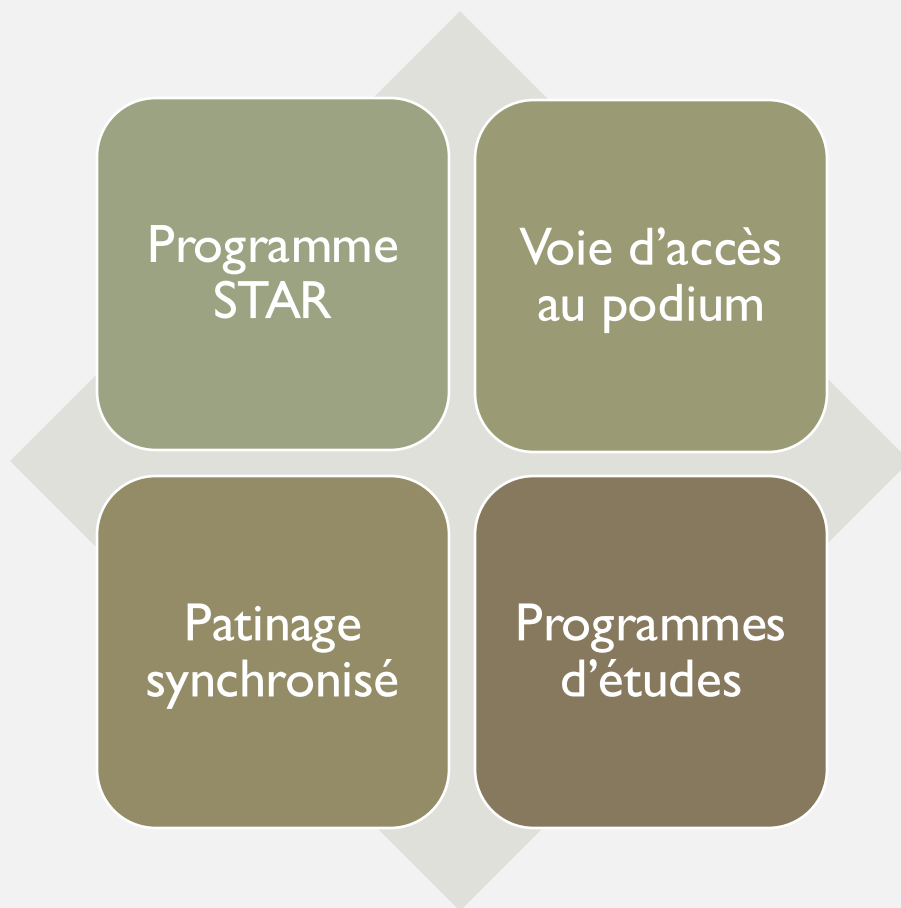 Programme
STAR
Voie d’accès
au podium
Patinage
synchronisé
Programmes
d’études